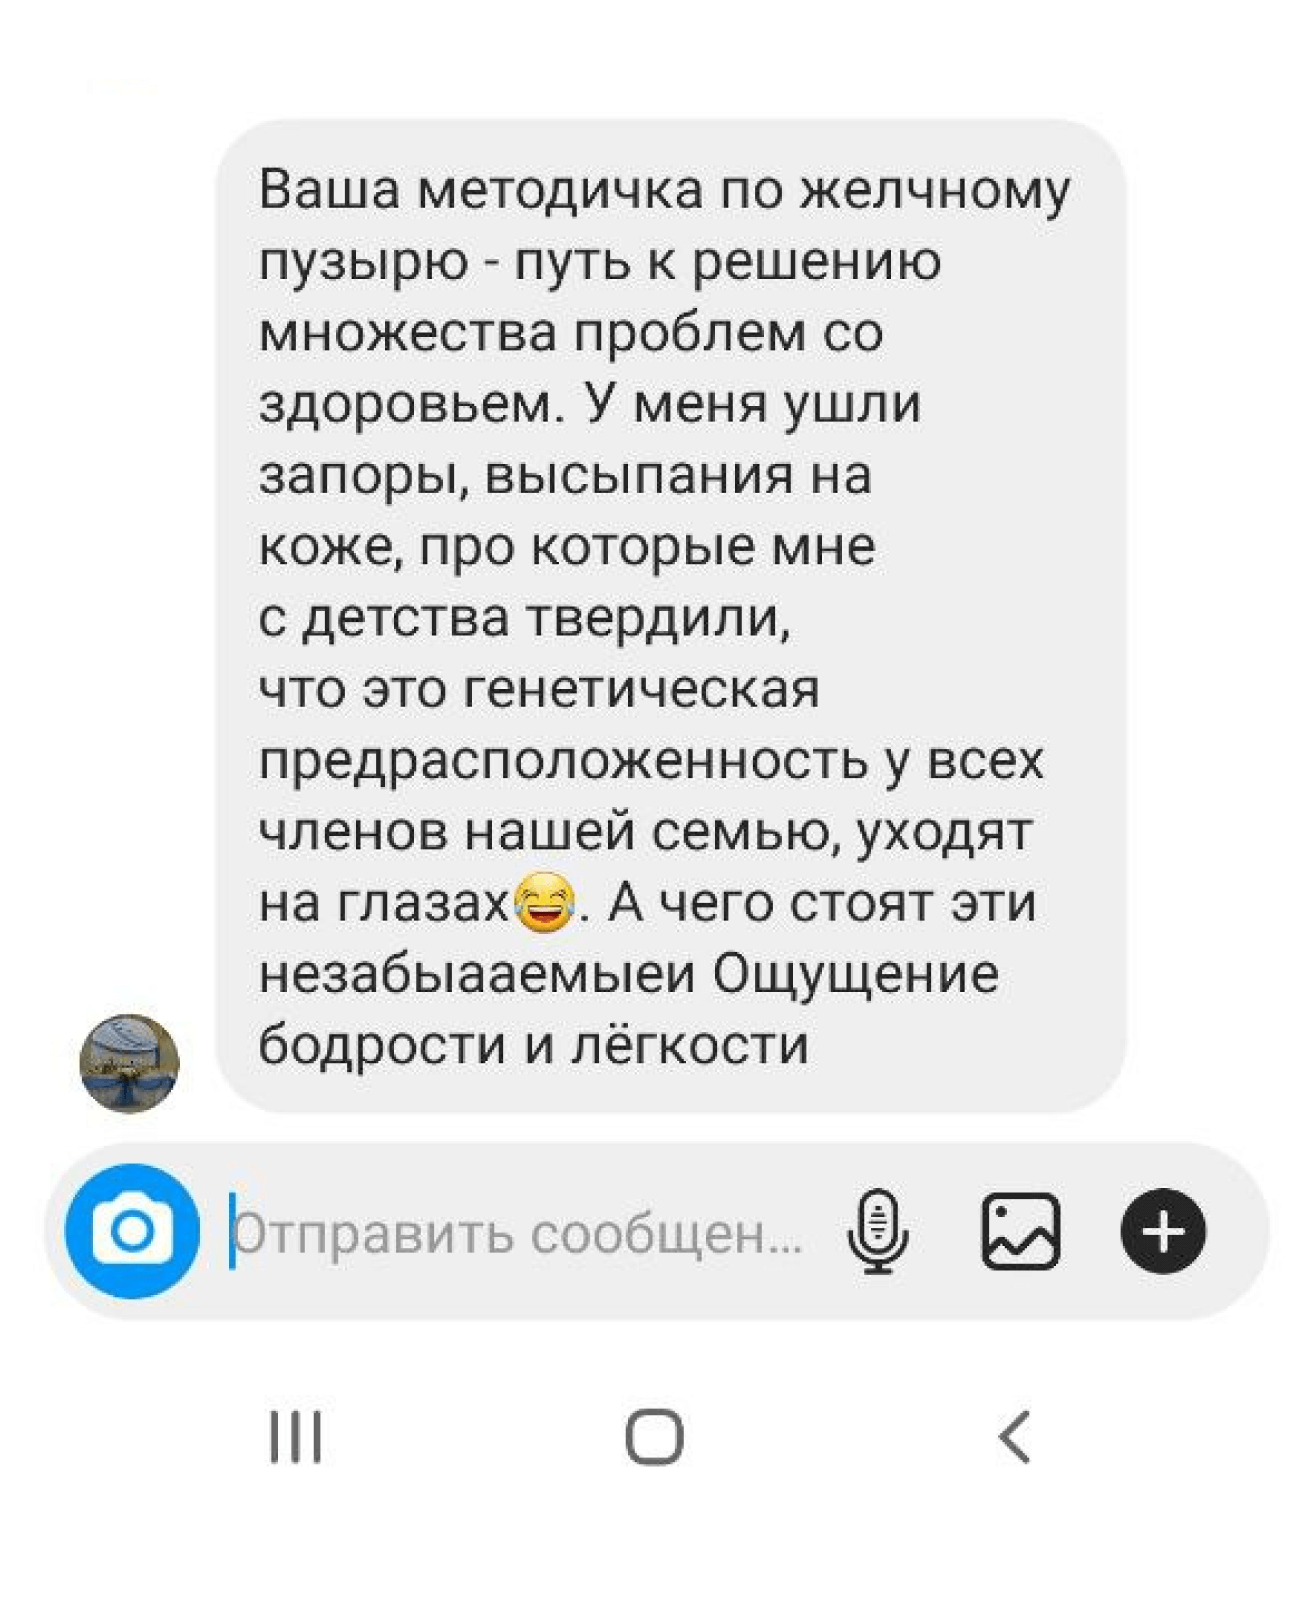 Ваша методичка по желчному
пузырю - путь к решению
множества проблем со
здоровьем. У меня ушли
запоры, высыпания на
коже, про которые мне
с детства твердили,
что это генетическая
предрасположенность у всех
членов нашей семью, уходят
на глазах😂. А чего стоят эти
незабыааемыеи Ощущение
бодрости и лёгкости
Отправить сообщен...